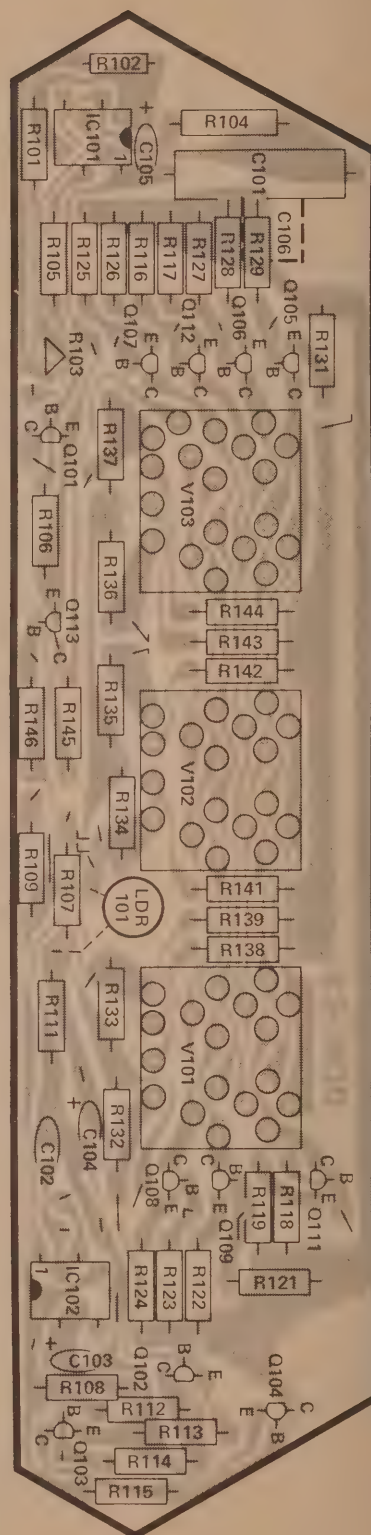 R102
R101
IC101
1
+
C105
R104
C101
C106
R105
R125
R126
R116
R117
R127
R128
R129
R131
R103
Q107
E
B
C
Q112
E
B
C
Q106
E
B
C
Q105
E
B
C
B
E
C
Q101
R137
V103
R106
R136
Q113
E
B
C
R144
R143
R142
R146
R145
R135
R134
V102
R109
R107
LDR
101
R141
R139
R138
R111
R133
V101
+
C104
C102
R132
Q108
C
B
E
C
B
E
Q109
R119
R118
C
B
E
Q111
IC102
1
R124
R123
R122
R121
+
C103
Q102
B
C
E
R108
R112
R113
Q104
C
E
B
B
E
C
Q103
R114
R115